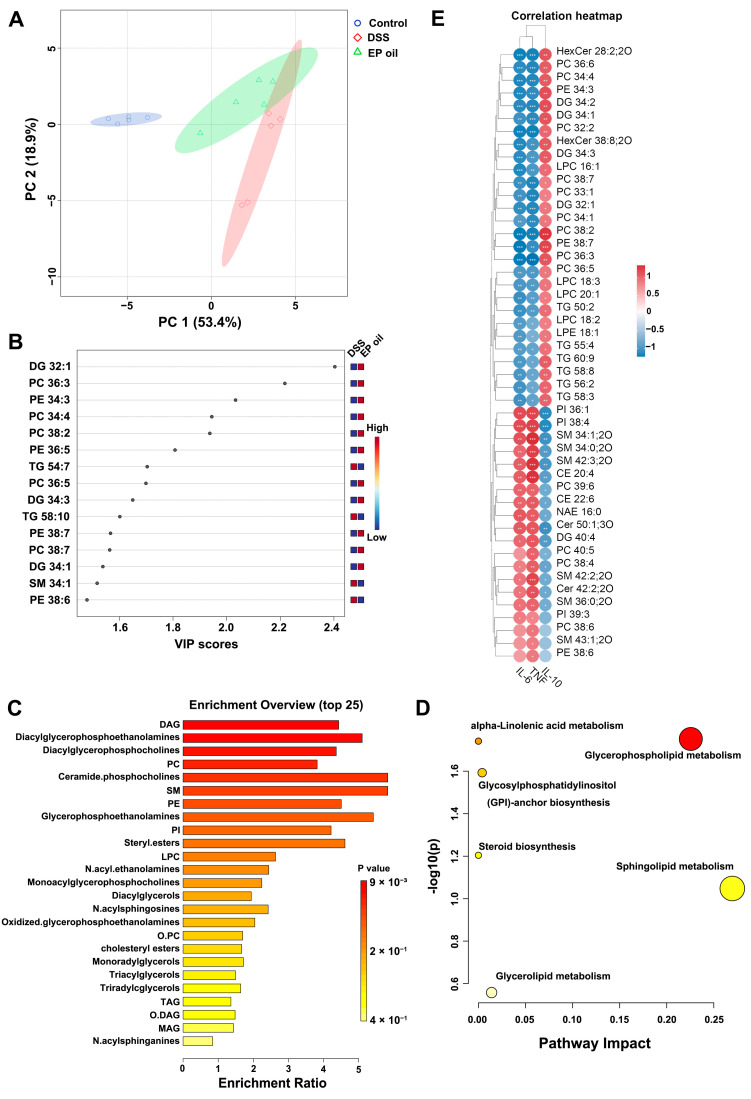 A
Control
DSS
EP oil
5
0
−5
−10
PC 2 (18.9%)
−5
0
5
PC 1 (53.4%)
B
DSS
EP oil
DG 32:1
PC 36:3
PE 34:3
PC 34:4
PC 38:2
PE 36:5
TG 54:7
PC 36:5
DG 34:3
TG 58:10
PE 38:7
PC 38:7
DG 34:1
SM 34:1
PE 38:6
High
Low
1.6
1.8
2.0
2.2
2.4
VIP scores
C
Enrichment Overview (top 25)
DAG
Diacylglycerophosphoethanolamines
Diacylglycerophosphocholines
PC
Ceramide.phosphocholines
SM
PE
Glycerophosphoethanolamines
PI
Steryl.esters
LPC
N.acyl.ethanolamines
Monoacylglycerophosphocholines
Diacylglycerols
N.acylsphingosines
Oxidized.glycerophosphoethanolamines
O.PC
cholesteryl esters
Monoradylglycerols
Triacylglycerols
Triradylcglycerols
TAG
O.DAG
MAG
N.acylsphinganines
P value
9 × 10⁻³
2 × 10⁻¹
4 × 10⁻¹
0
1
2
3
4
5
Enrichment Ratio
D
alpha-Linolenic acid metabolism
Glycerophospholipid metabolism
Glycosylphosphatidylinositol
(GPI)-anchor biosynthesis
Steroid biosynthesis
Sphingolipid metabolism
Glycerolipid metabolism
1.6
1.4
1.2
1.0
0.8
0.6
-log10(p)
0.00
0.05
0.10
0.15
0.20
0.25
Pathway Impact
E
Correlation heatmap
HexCer 28:2;2O
PC 36:6
PC 34:4
PE 34:3
DG 34:2
DG 34:1
PC 32:2
HexCer 38:8;2O
DG 34:3
LPC 16:1
PC 38:7
PC 33:1
DG 32:1
PC 34:1
PC 38:2
PE 38:7
PC 36:3
PC 36:5
LPC 18:3
LPC 20:1
TG 50:2
LPC 18:2
LPE 18:1
TG 55:4
TG 60:9
TG 58:8
TG 56:2
TG 58:3
PI 36:1
PI 38:4
SM 34:1;2O
SM 34:0;2O
SM 42:3;2O
CE 20:4
PC 39:6
CE 22:6
NAE 16:0
Cer 50:1;3O
DG 40:4
PC 40:5
PC 38:4
SM 42:2;2O
Cer 42:2;2O
SM 36:0;2O
PI 39:3
PC 38:6
SM 43:1;2O
PE 38:6
IL-6
TNF
IL-10
1
0.5
0
−0.5
−1